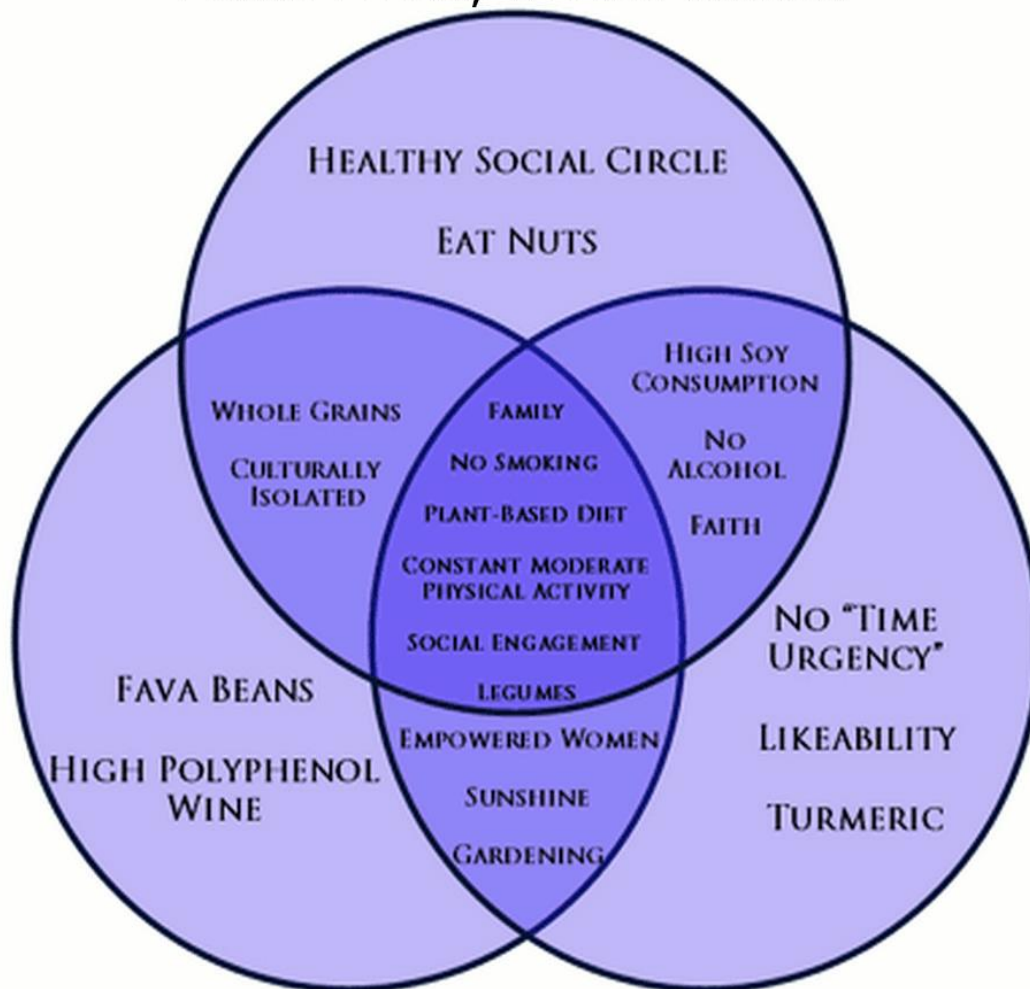 HEALTHY SOCIAL CIRCLE
EAT NUTS
WHOLE GRAINS
CULTURALLY
ISOLATED
FAMILY
NO SMOKING
PLANT-BASED DIET
CONSTANT MODERATE
PHYSICAL ACTIVITY
SOCIAL ENGAGEMENT
LEGUMES
HIGH SOY
CONSUMPTION
NO
ALCOHOL
FAITH
FAVA BEANS
HIGH POLYPHENOL
WINE
EMPOWERED WOMEN
SUNSHINE
GARDENING
NO “TIME
URGENCY”
LIKEABILITY
TURMERIC